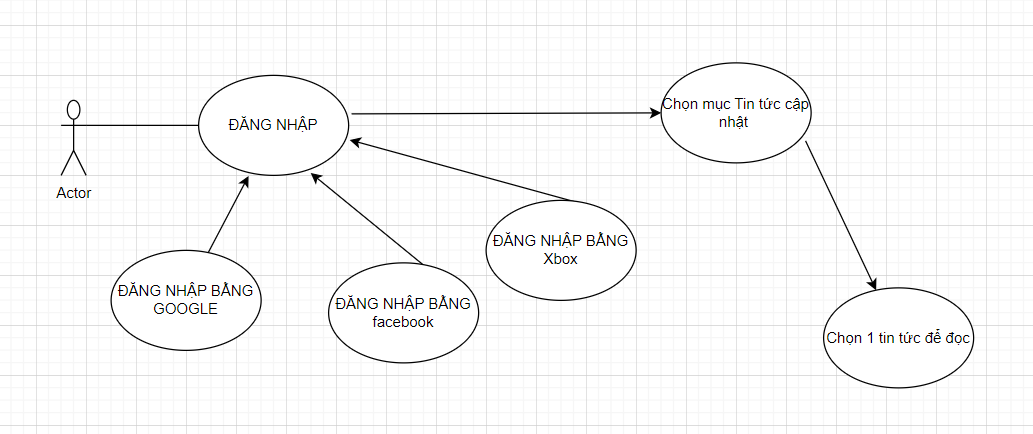 Actor
ĐĂNG NHẬP
Chọn mục Tin tức cập
nhật
ĐĂNG NHẬP BẰNG
GOOGLE
ĐĂNG NHẬP BẰNG
facebook
ĐĂNG NHẬP BẰNG
Xbox
Chọn 1 tin tức để đọc